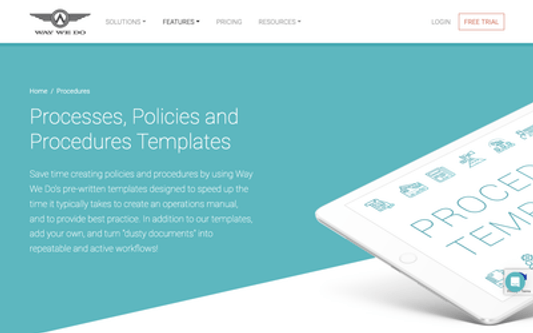 WAY WE DO
SOLUTIONS
FEATURES
PRICING
RESOURCES
LOGIN
FREE TRIAL
Home / Procedures
Processes, Policies and
Procedures Templates
Save time creating policies and procedures by using Way
We Do's pre-written templates designed to speed up the
time it typically takes to create an operations manual,
and to provide best practice. In addition to our templates,
add your own, and turn "dusty documents" into
repeatable and active workflows!
PROCED
TEMP